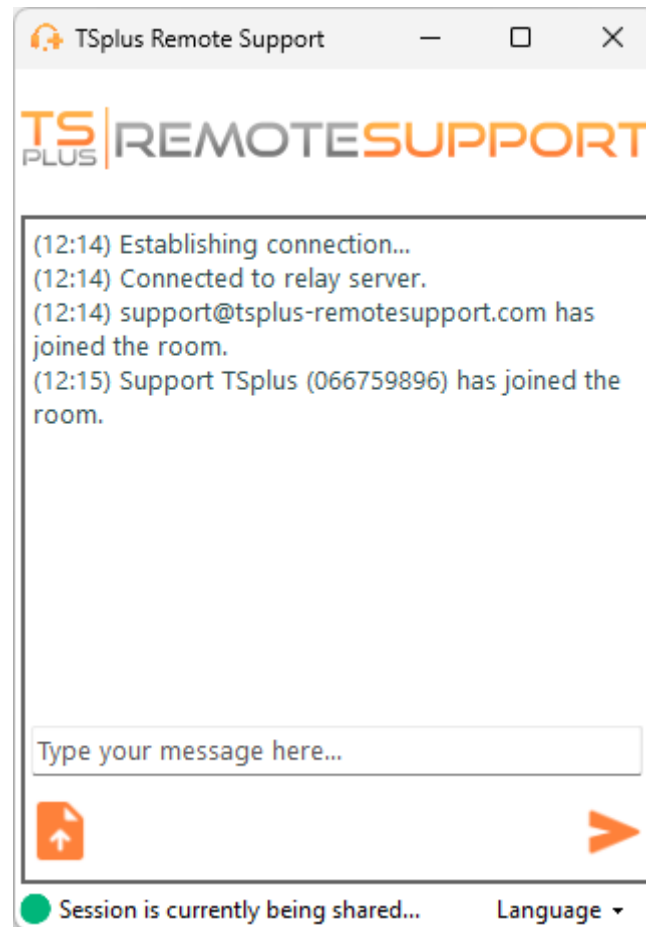 TSplus Remote Support
TS PLUS REMOTESUPPORT
(12:14) Establishing connection...
(12:14) Connected to relay server.
(12:14) support@tsplus-remotesupport.com has
joined the room.
(12:15) Support TSplus (066759896) has joined the
room.
Type your message here...
Session is currently being shared... Language